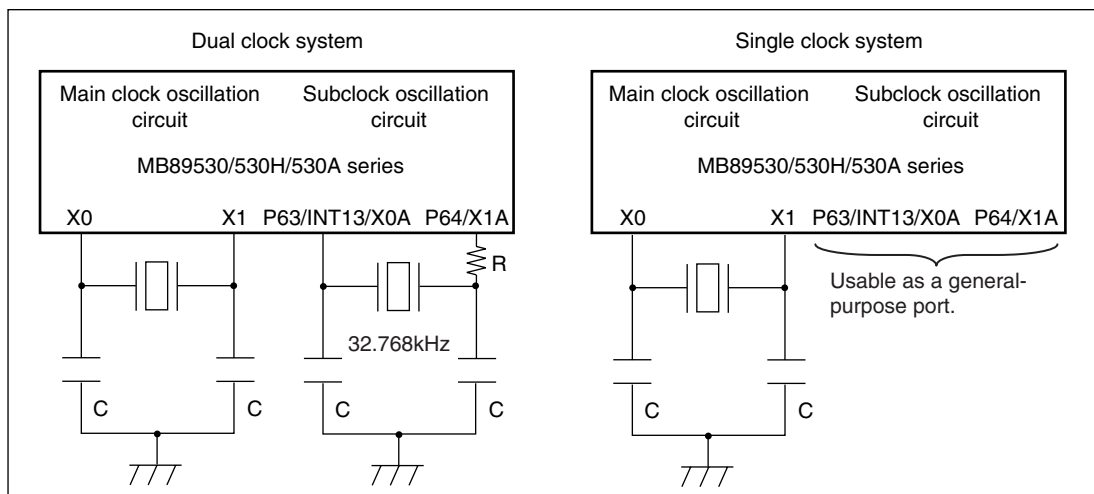 Dual clock system
Main clock oscillation
circuit
Subclock oscillation
circuit
MB89530/530H/530A series
X0 X1 P63/INT13/X0A P64/X1A
R
32.768kHz
C C C C
Single clock system
Main clock oscillation
circuit
Subclock oscillation
circuit
MB89530/530H/530A series
X0 X1 P63/INT13/X0A P64/X1A
Usable as a general-
purpose port.
C C